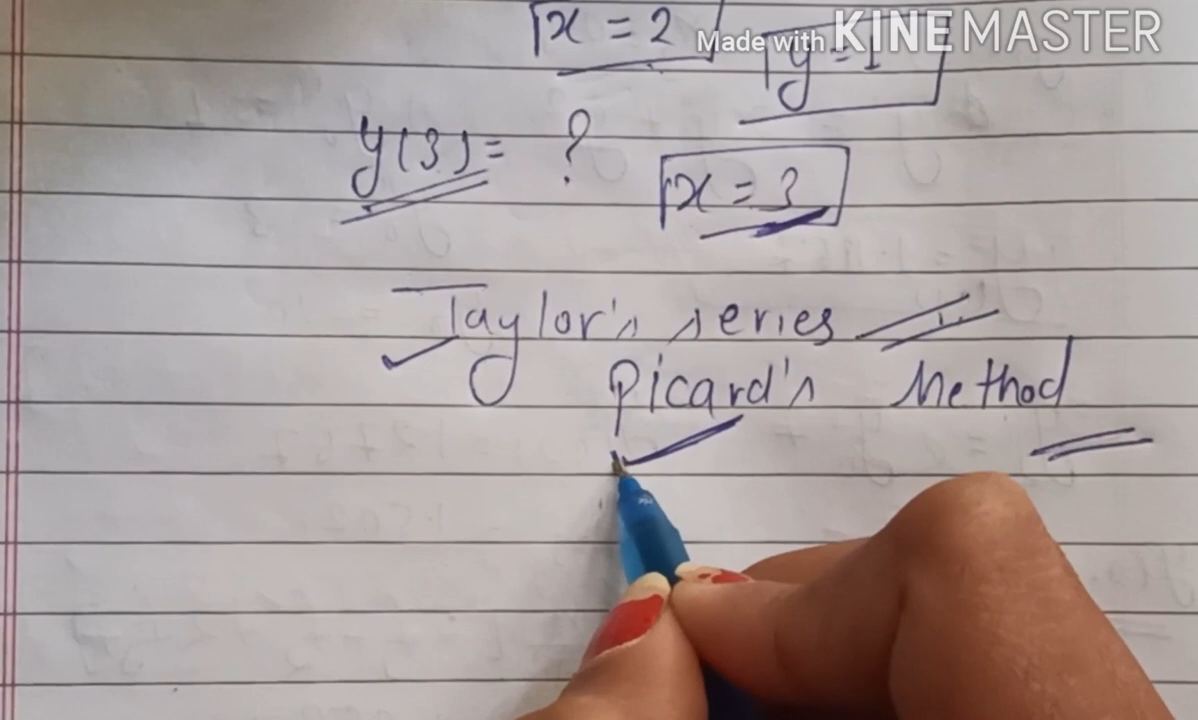 x = 2
Made with KINEMASTER
y = 1
y(3) = ?
x = 3
Taylor's series
Picard's Method